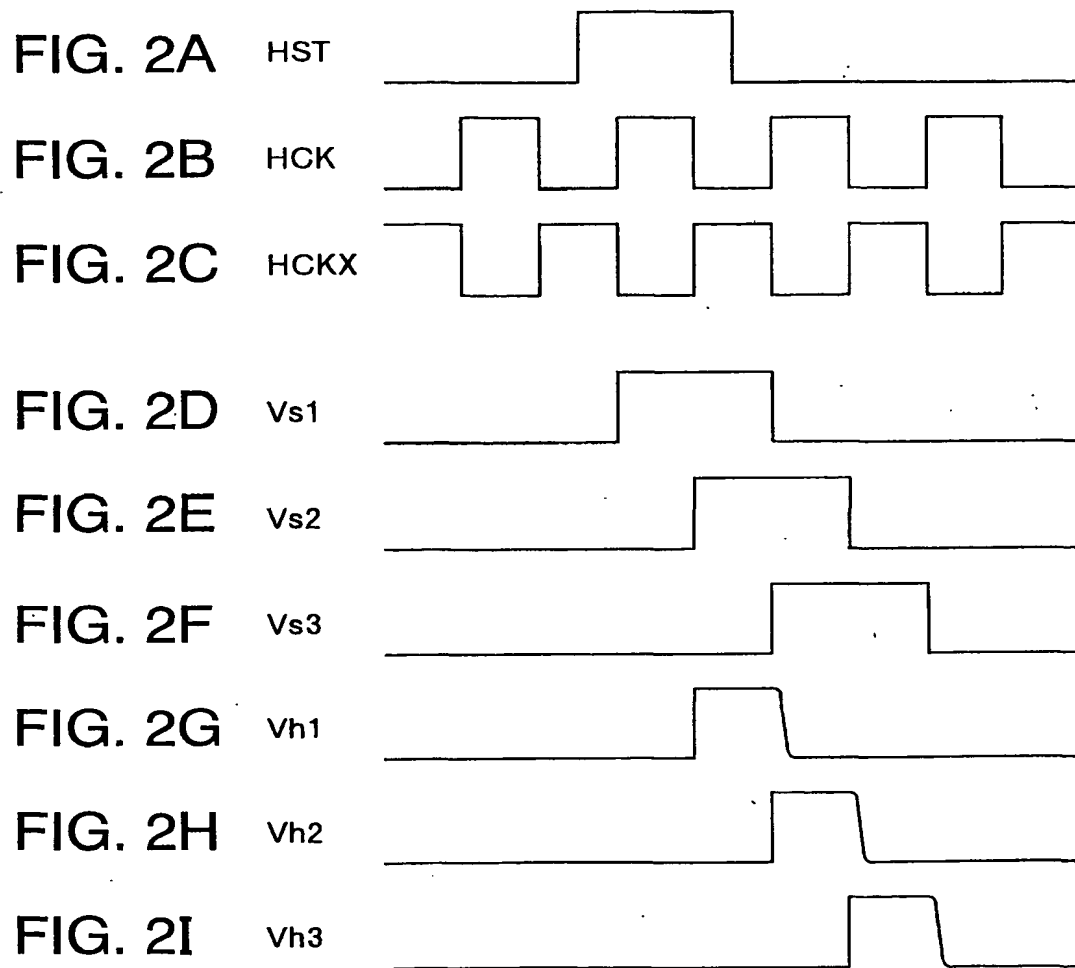 FIG. 2A HST
FIG. 2B HCK
FIG. 2C HCKX
FIG. 2D Vs1
FIG. 2E Vs2
FIG. 2F Vs3
FIG. 2G Vh1
FIG. 2H Vh2
FIG. 2I Vh3